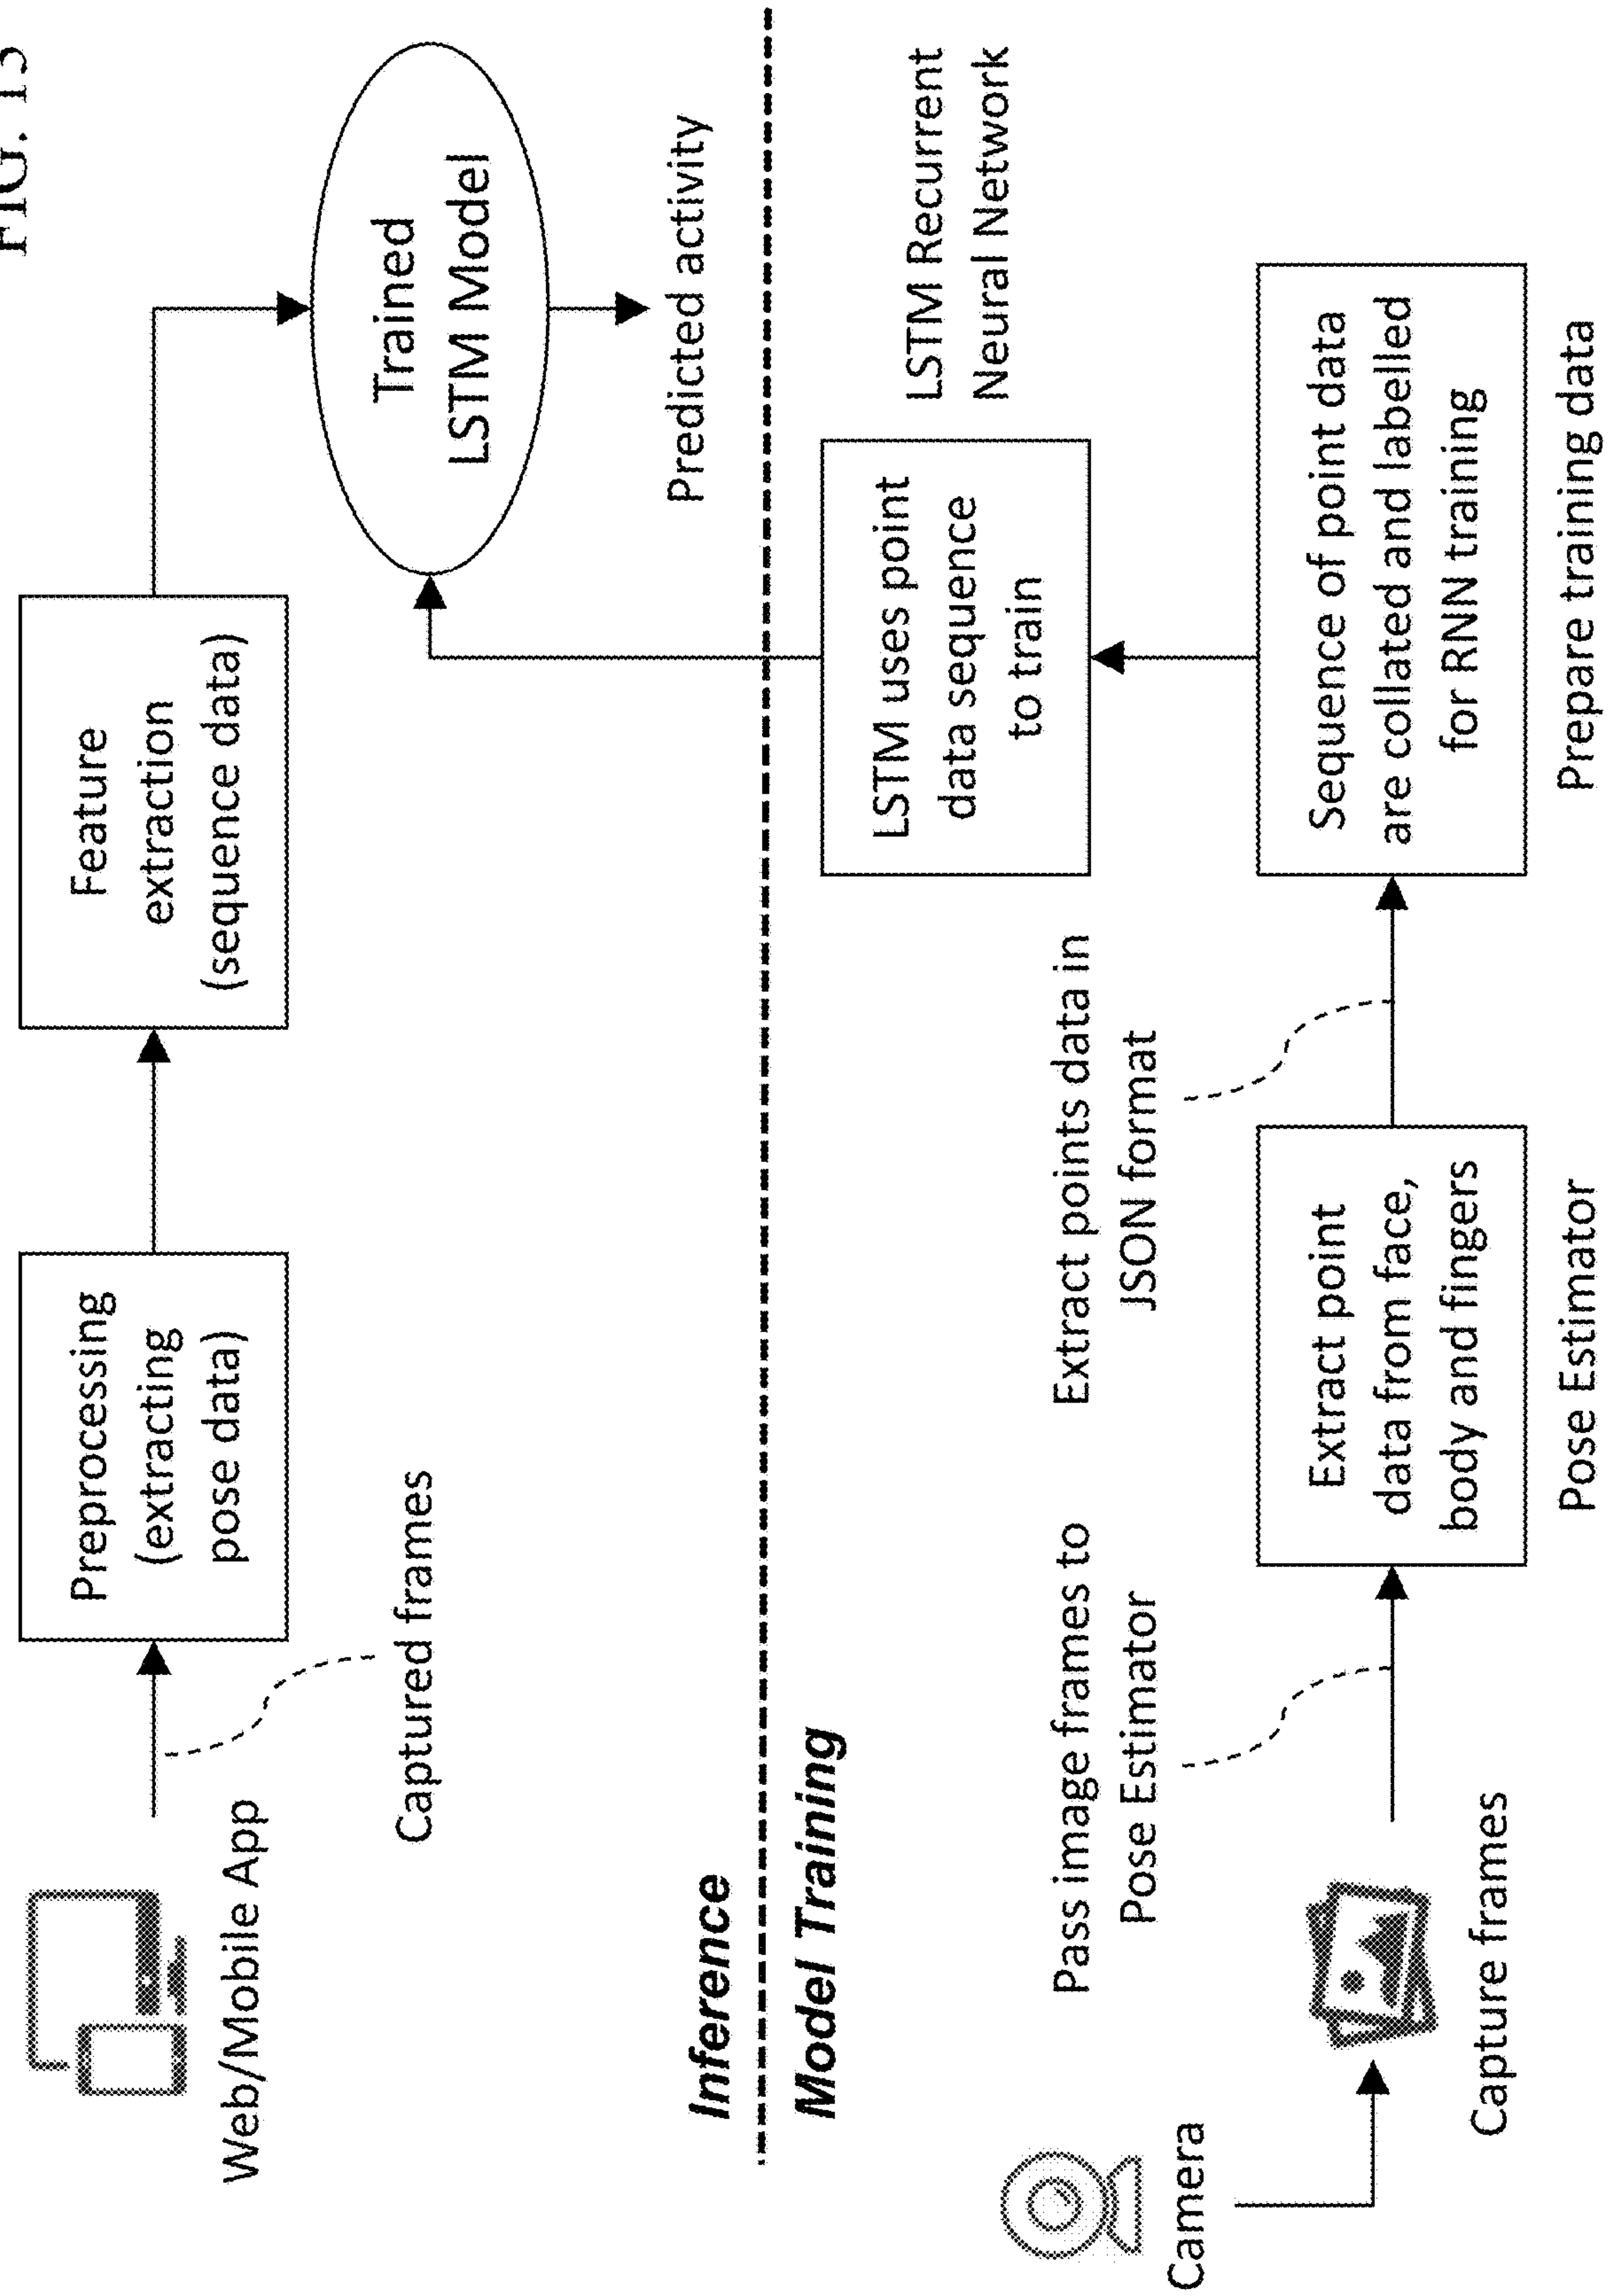 FIG.
Web/Mobile App
Captured frames
Preprocessing
(extracting
pose data)
Feature
extraction
(sequence data)
Trained
LSTM Model
Predicted activity
Inference
Model Training
Camera
Capture frames
Pass image frames to
Pose Estimator
Extract point
data from face,
body and fingers
Pose Estimator
Extract points data in
JSON format
Sequence of point data
are collated and labelled
for RNN training
Prepare training data
LSTM uses point
data sequence
to train
LSTM Recurrent
Neural Network